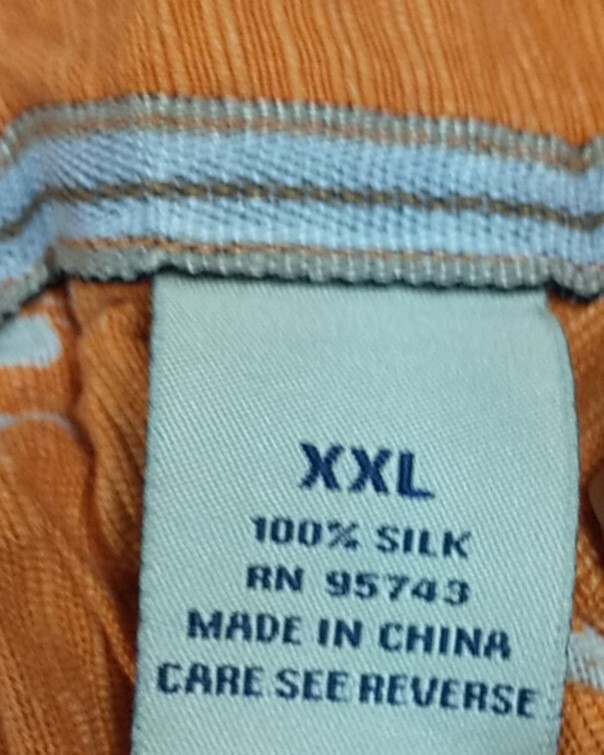 XXL
100% SILK
RN 95743
MADE IN CHINA
CARE SEE REVERSE